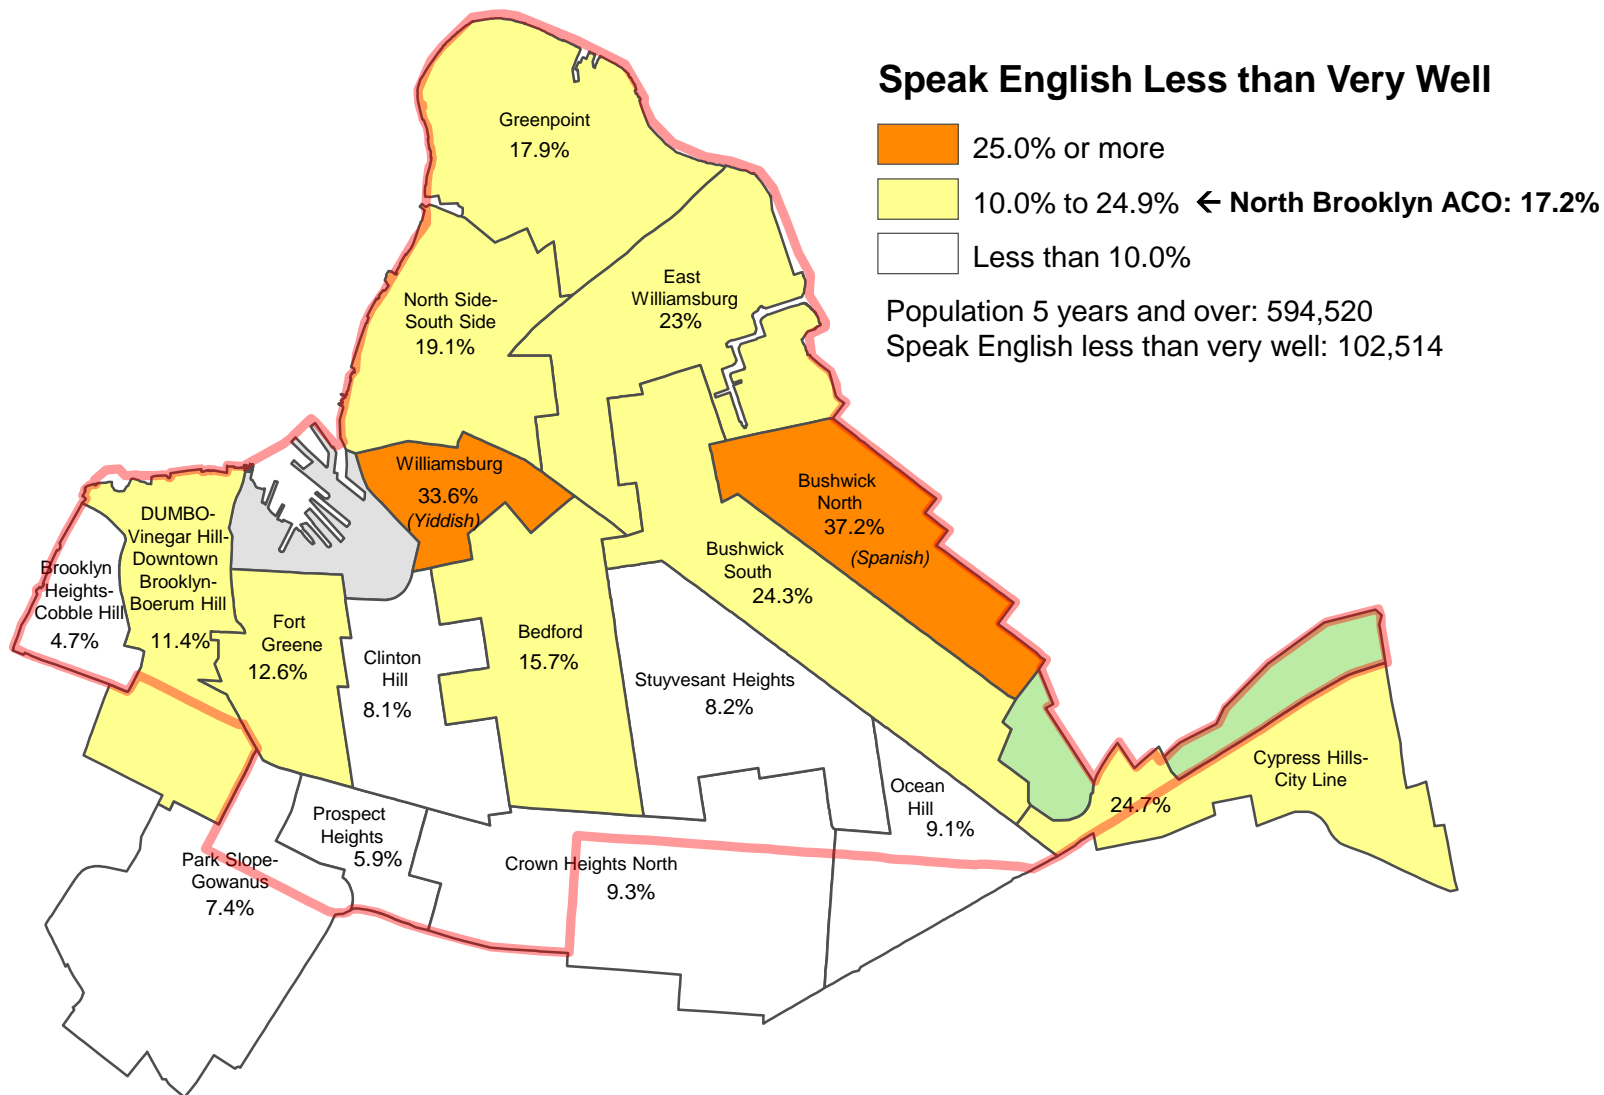 Speak English Less than Very Well
25.0% or more
10.0% to 24.9% ← North Brooklyn ACO: 17.2%
Less than 10.0%
Population 5 years and over: 594,520
Speak English less than very well: 102,514
Greenpoint
17.9%
North Side-
South Side
19.1%
East
Williamsburg
23%
Williamsburg
33.6%
(Yiddish)
Bushwick
North
37.2%
(Spanish)
DUMBO-
Vinegar Hill-
Downtown
Brooklyn-
Boerum Hill
11.4%
Brooklyn
Heights-
Cobble Hill
4.7%
Fort
Greene
12.6%
Clinton
Hill
8.1%
Bedford
15.7%
Bushwick
South
24.3%
Stuyvesant Heights
8.2%
Ocean
Hill
9.1%
Cypress Hills-
City Line
24.7%
Prospect
Heights
5.9%
Park Slope-
Gowanus
7.4%
Crown Heights North
9.3%